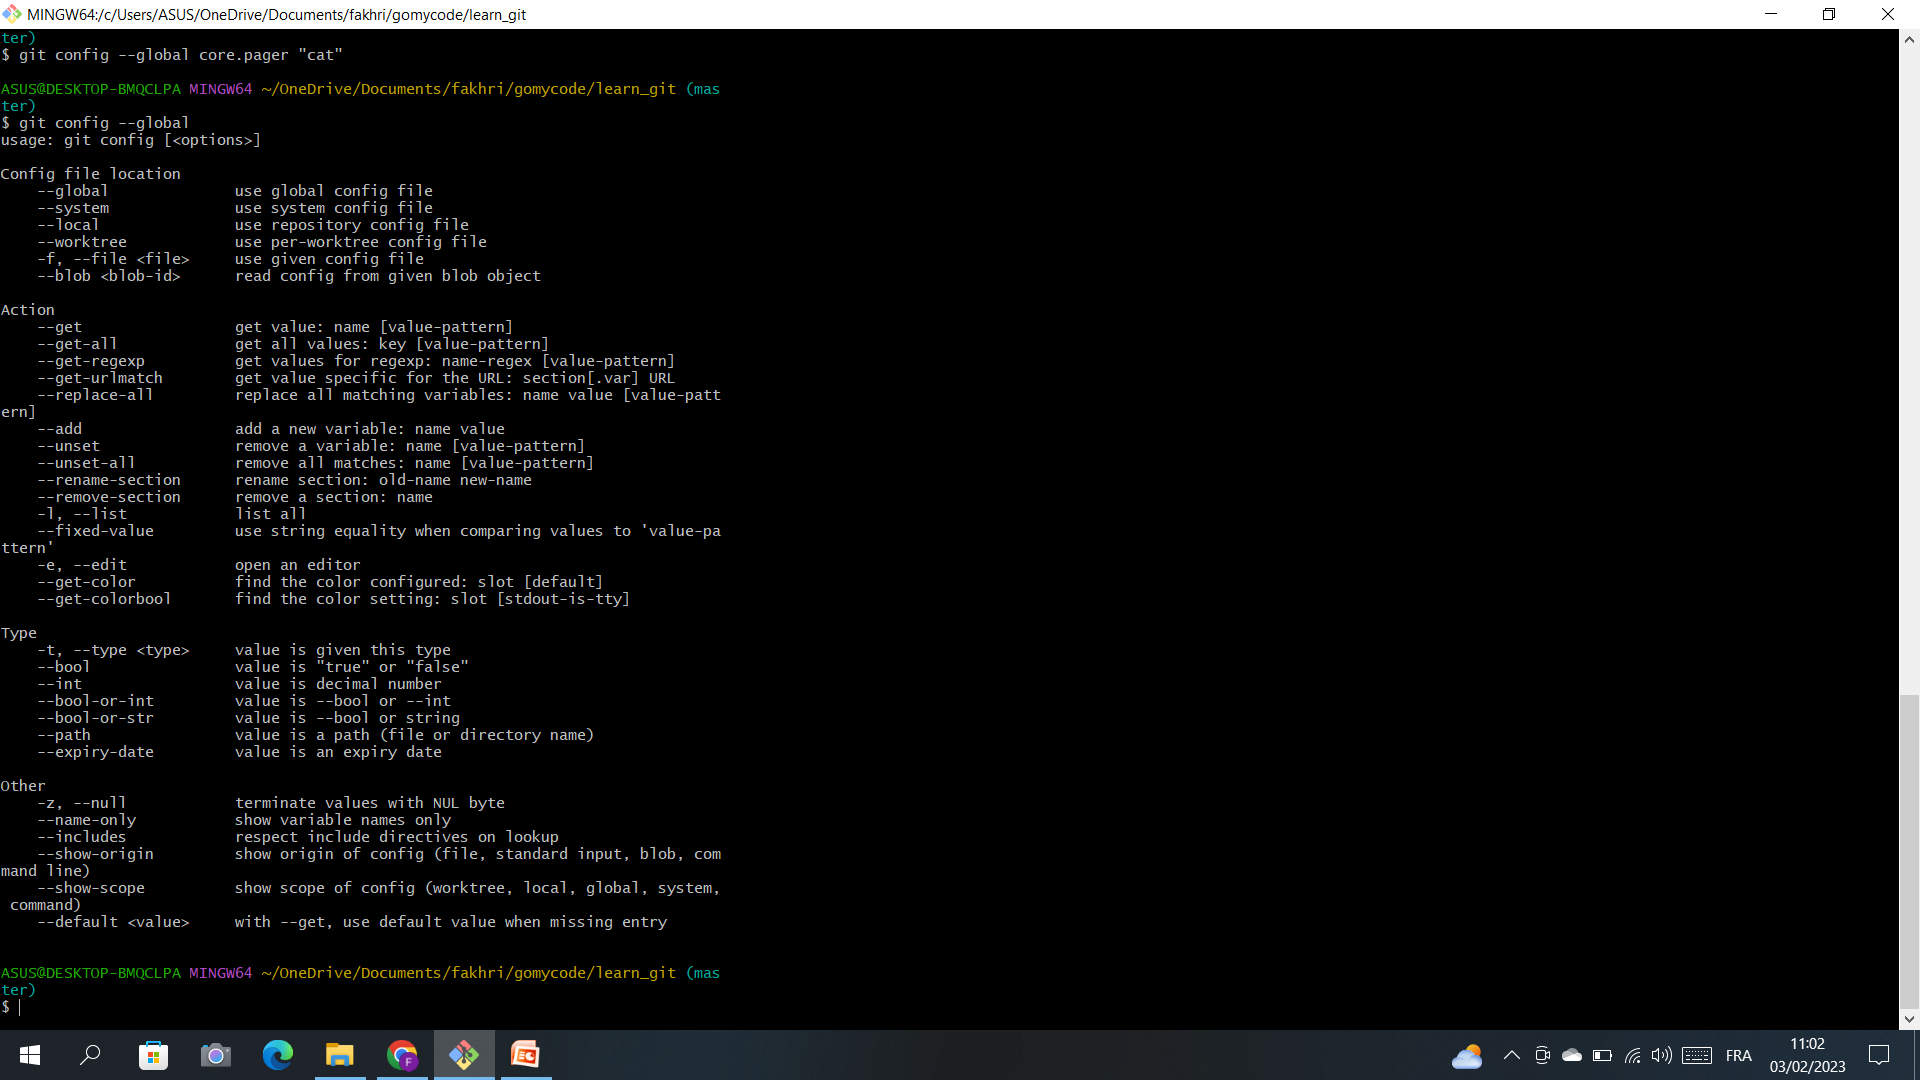 MINGW64:/c/Users/ASUS/OneDrive/Documents/fakhri/gomycode/learn_git
ter)
$ git config --global core.pager "cat"
ASUS@DESKTOP-BMQCLPA MINGW64 ~/OneDrive/Documents/fakhri/gomycode/learn_git (mas
ter)
$ git config --global
usage: git config [<options>]
Config file location
--global use global config file
--system use system config file
--local use repository config file
--worktree use per-worktree config file
-f, --file <file> use given config file
--blob <blob-id> read config from given blob object
Action
--get get value: name [value-pattern]
--get-all get all values: key [value-pattern]
--get-regexp get values for regexp: name-regex [value-pattern]
--get-urlmatch get value specific for the URL: section[.var] URL
--replace-all replace all matching variables: name value [value-patt
ern]
--add add a new variable: name value
--unset remove a variable: name [value-pattern]
--unset-all remove all matches: name [value-pattern]
--rename-section rename section: old-name new-name
--remove-section remove a section: name
-l, --list list all
--fixed-value use string equality when comparing values to 'value-pa
ttern'
-e, --edit open an editor
--get-color find the color configured: slot [default]
--get-colorbool find the color setting: slot [stdout-is-tty]
Type
-t, --type <type> value is given this type
--bool value is "true" or "false"
--int value is decimal number
--bool-or-int value is --bool or --int
--bool-or-str value is --bool or string
--path value is a path (file or directory name)
--expiry-date value is an expiry date
Other
-z, --null terminate values with NUL byte
--name-only show variable names only
--includes respect include directives on lookup
--show-origin show origin of config (file, standard input, blob, com
mand line)
--show-scope show scope of config (worktree, local, global, system,
command)
--default <value> with --get, use default value when missing entry
ASUS@DESKTOP-BMQCLPA MINGW64 ~/OneDrive/Documents/fakhri/gomycode/learn_git (mas
ter)
$
F
FRA
11:02
03/02/2023